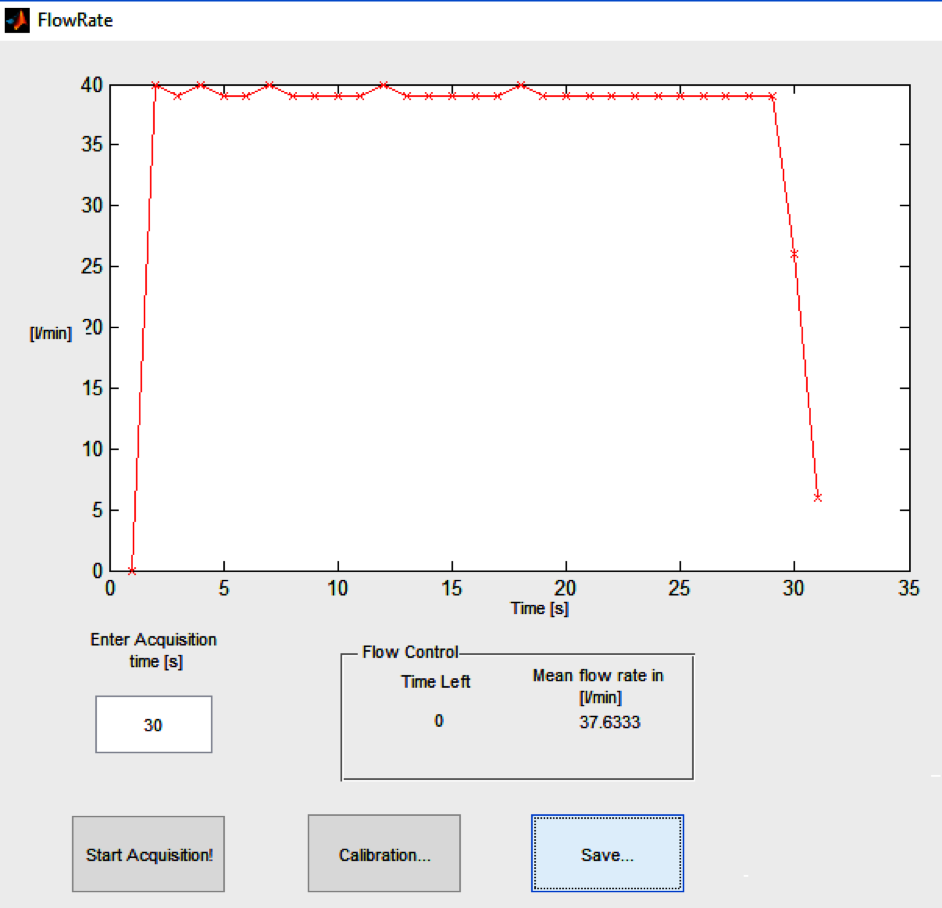 FlowRate
40
35
30
25
[l/min] 20
15
10
5
0
0 5 10 15 20 25 30 35
Time [s]
Enter Acquisition
time [s]
30
Flow Control
Time Left
0
Mean flow rate in
[l/min]
37.6333
Start Acquisition!
Calibration...
Save...